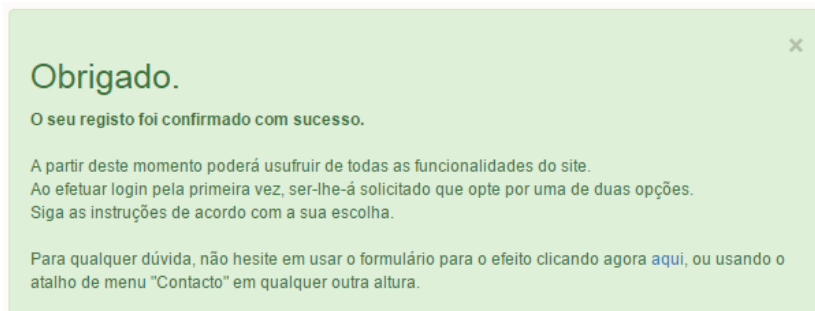 Obrigado.
O seu registo foi confirmado com sucesso.
A partir deste momento poderá usufruir de todas as funcionalidades do site.
Ao efetuar login pela primeira vez, ser-lhe-á solicitado que opte por uma de duas opções.
Siga as instruções de acordo com a sua escolha.
Para qualquer dúvida, não hesite em usar o formulário para o efeito clicando agora aqui, ou usando o
atalho de menu "Contacto" em qualquer outra altura.